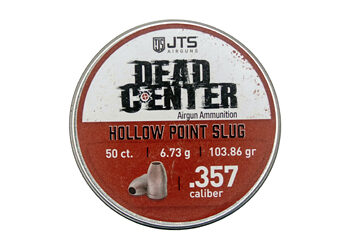 JTS
AIRGUNS
DEAD
CENTER
Airgun Ammunition
HOLLOW POINT SLUG
50 ct. | 6.73 g | 103.86 gr
.357
caliber